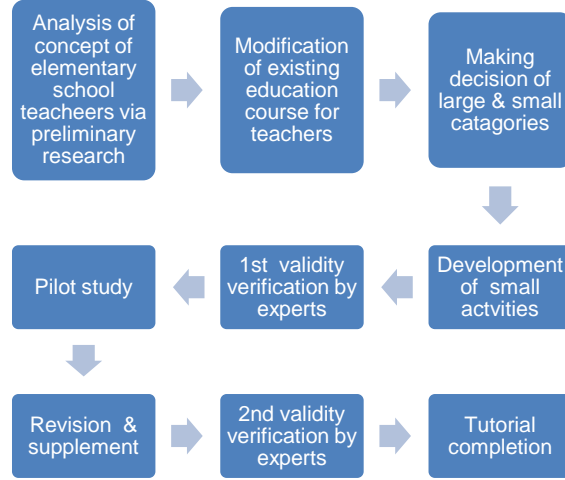 Analysis of
concept of
elementary
school
teacheers via
preliminary
research
Modification
of existing
education
course for
teachers
Making
decision of
large & small
catagories
Development
of small
actvities
1st validity
verification by
experts
Pilot study
Revision &
supplement
2nd validity
verification by
experts
Tutorial
completion